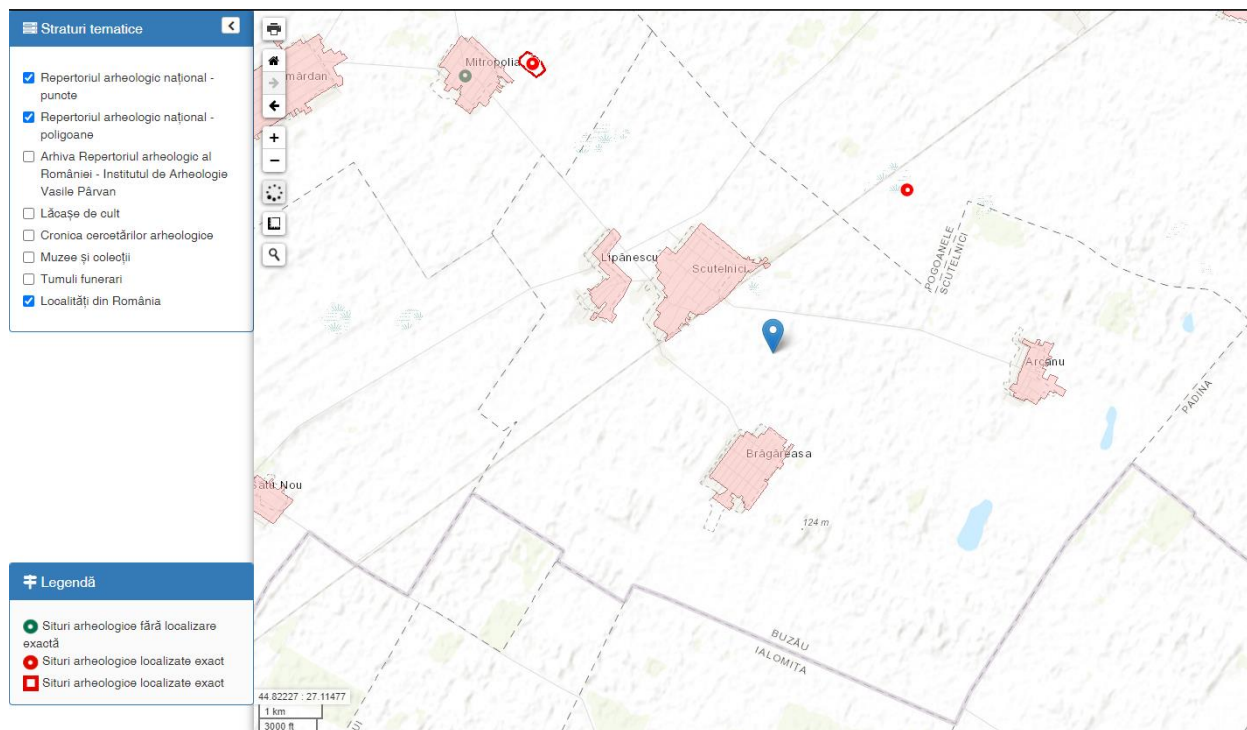 Straturi tematice
Repertoriul arheologic național -
puncte
Repertoriul arheologic național -
poligoane
Arhiva Repertoriul arheologic al
României - Institutul de Arheologie
Vasile Pârvan
Lăcașe de cult
Cronica cercetărilor arheologice
Muzee și colecții
Tumuli funerari
Localități din România
Legendă
Situri arheologice fără localizare
exactă
Situri arheologice localizate exact
Situri arheologice localizate exact
mârdan
Mitropolia
Lipănescu
Scutelnici
POGOANELE
SCUTELNICI
Arcanu
PADINA
Brăgăreasa
Satu Nou
124 m
BUZĂU
IALOMIȚA
44.82227 : 27.11477
1 km
3000 ft